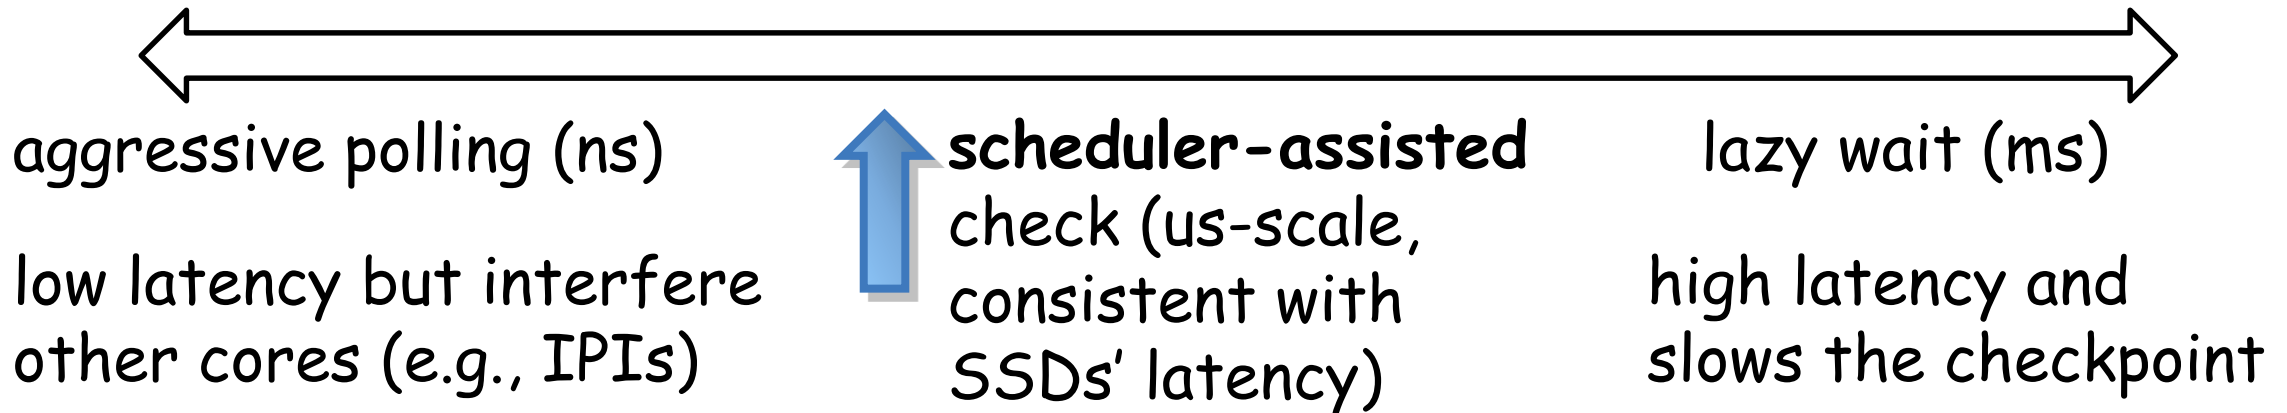 aggressive polling (ns)
low latency but interfere
other cores (e.g., IPIs)
scheduler-assisted
check (us-scale,
consistent with
SSDs' latency)
lazy wait (ms)
high latency and
slows the checkpoint